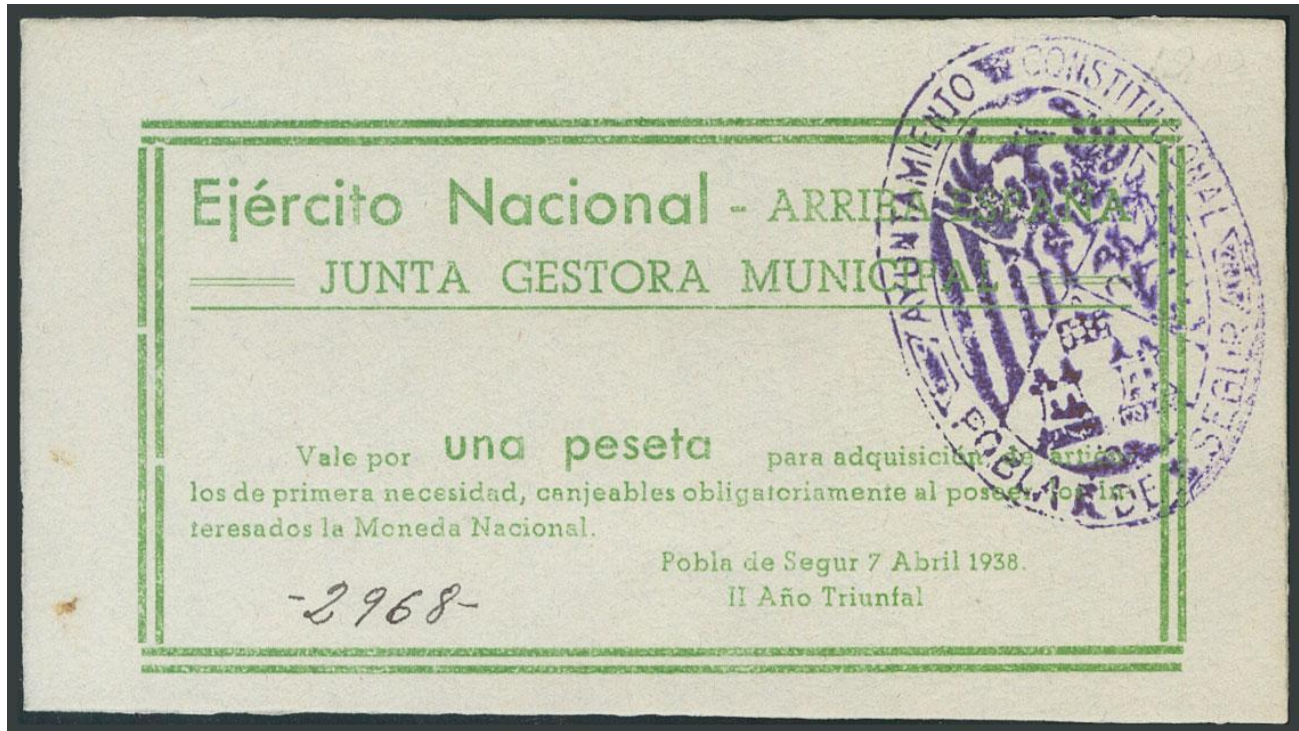 Ejército Nacional - ARRIBA ESPAÑA
JUNTA GESTORA MUNICIPAL
Vale por una peseta para adquisición de artícu-
los de primera necesidad, canjeables obligatoriamente al poseer los in-
teresados la Moneda Nacional.
Pobla de Segur 7 Abril 1938.
II Año Triunfal
-2968-
AYUNTAMIENTO CONSTITUCIONAL
POBLA DE SEGUR